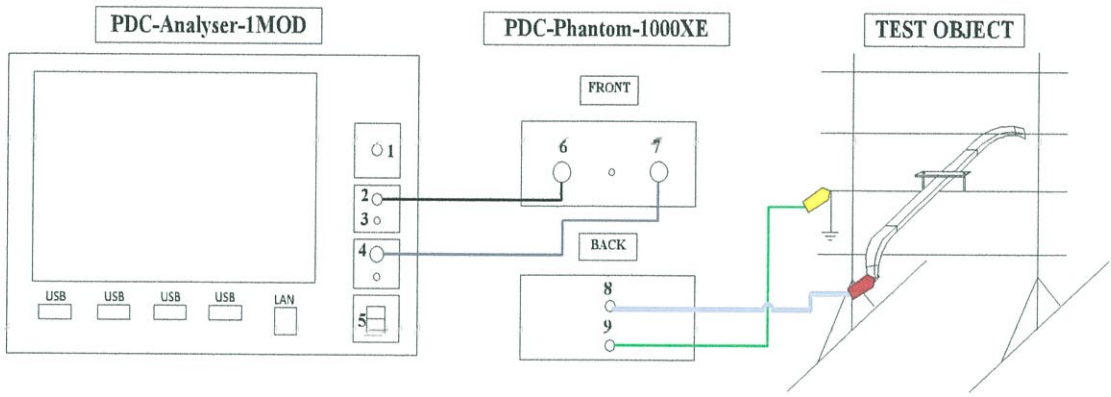 PDC-Analyser-1MOD
PDC-Phantom-1000XE
TEST OBJECT
FRONT
1
6
7
2
3
4
BACK
8
9
USB
USB
USB
USB
LAN
5